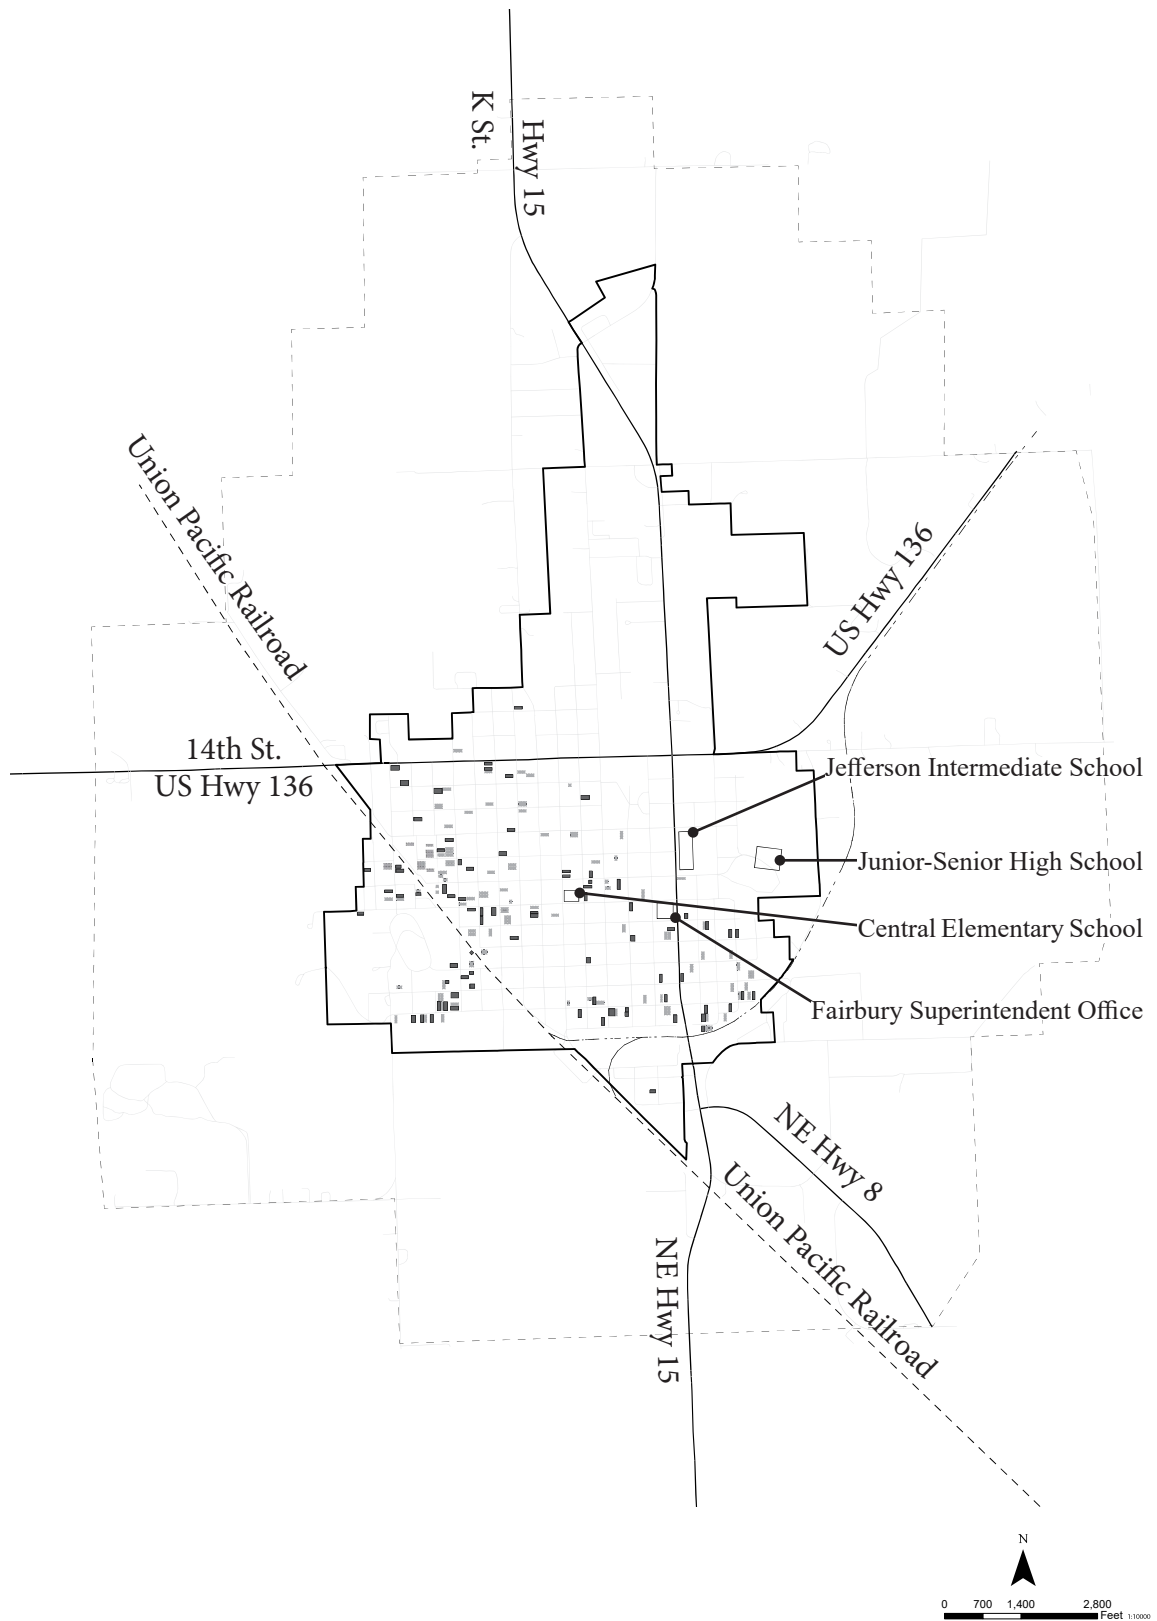 K St.
Hwy 15
Union Pacific Railroad
US Hwy 136
14th St.
US Hwy 136
Jefferson Intermediate School
Junior-Senior High School
Central Elementary School
Fairbury Superintendent Office
NE Hwy 8
Union Pacific Railroad
NE Hwy 15
N
0 700 1,400 2,800
Feet 1:10000